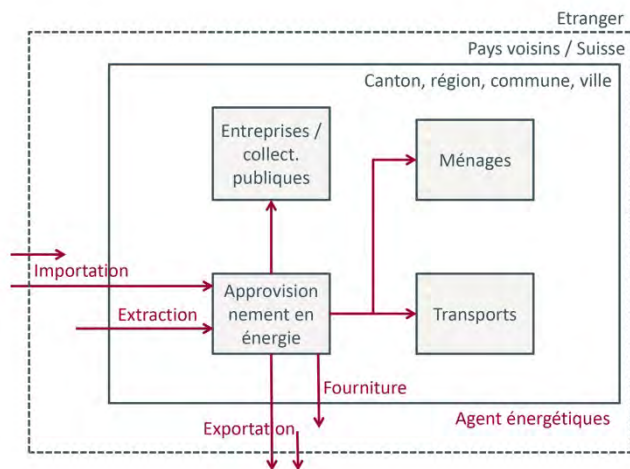 Etranger
Pays voisins / Suisse
Canton, région, commune, ville
Entreprises /
collect.
publiques
Ménages
Importation
Extraction
Approvision
nement en
énergie
Transports
Fourniture
Agent énergétiques
Exportation